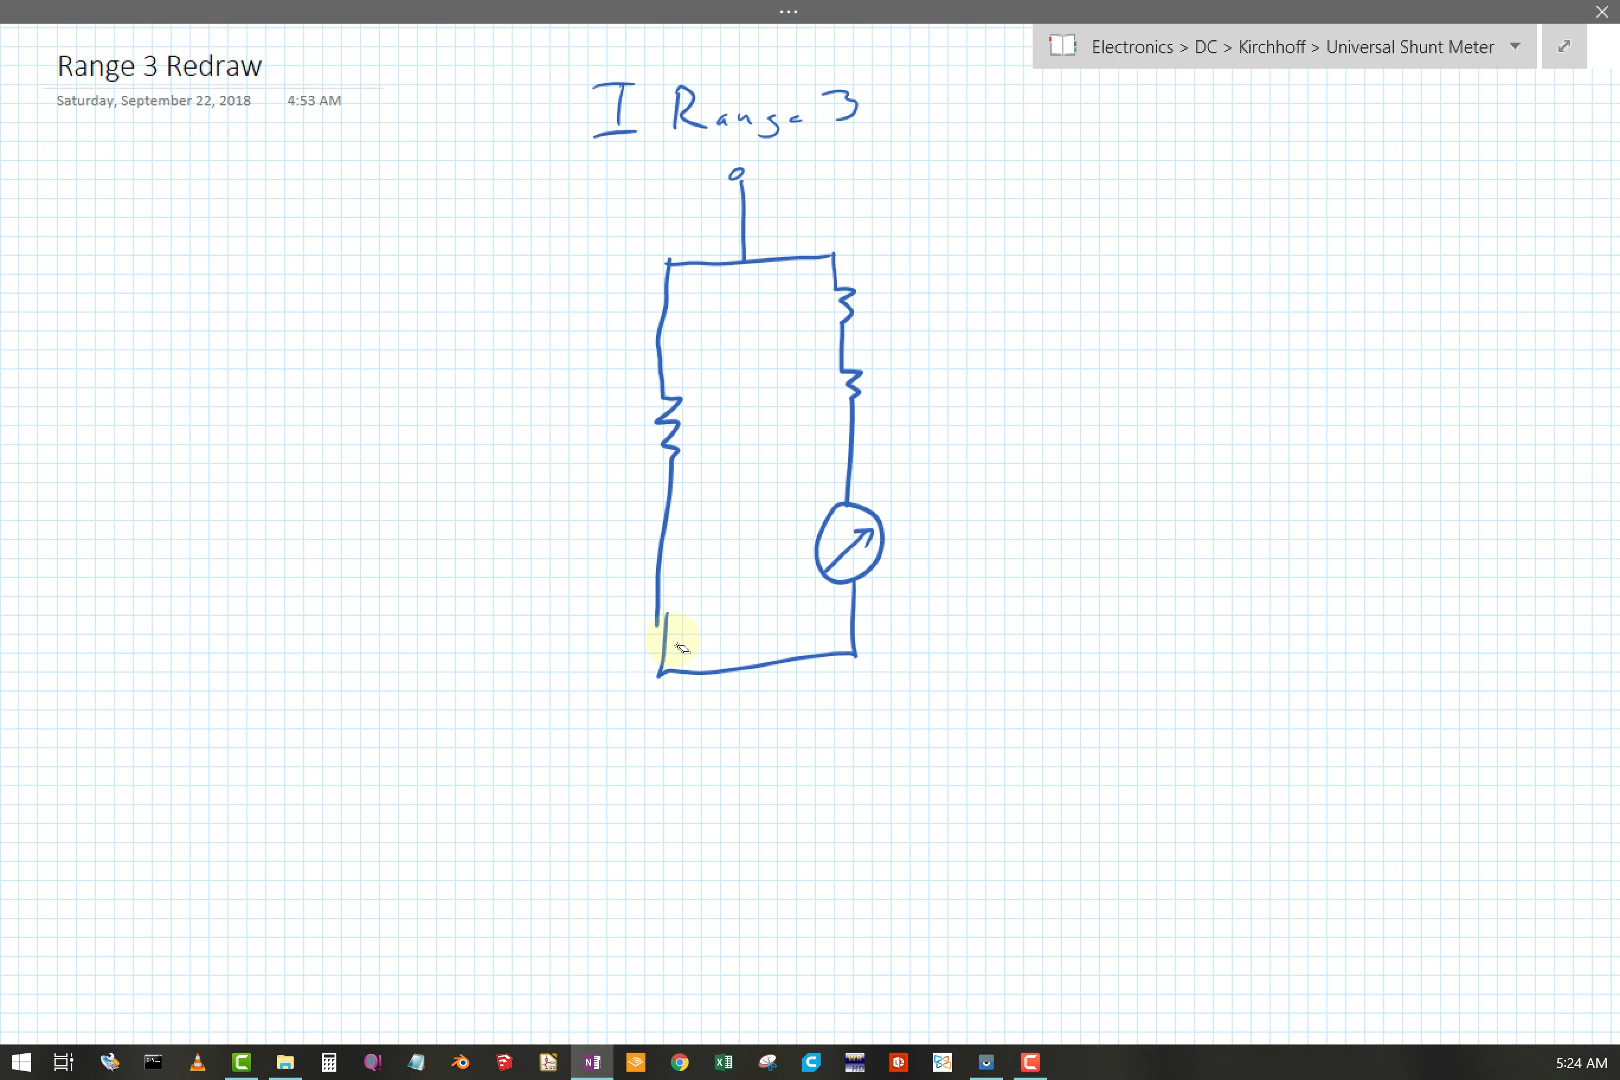 Electronics > DC > Kirchhoff > Universal Shunt Meter
Range 3 Redraw
Saturday, September 22, 2018 4:53 AM
I Range 3
5:24 AM